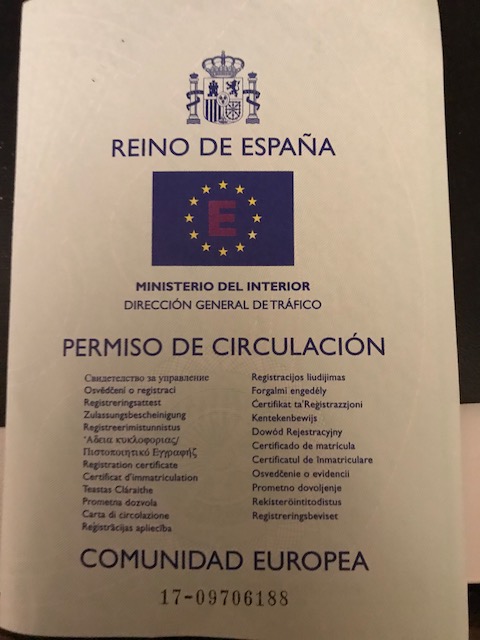 REINO DE ESPAÑA
E
MINISTERIO DEL INTERIOR
DIRECCIÓN GENERAL DE TRÁFICO
PERMISO DE CIRCULACIÓN
Свидетелство за управление
Osvědčení o registraci
Registreringsattest
Zulassungsbescheinigung
Registreerimistunnistus
'Αδεια κυκλοφορίας/
Πιστοποιητικό Εγγραφής
Registration certificate
Certificat d'immatriculation
Teastas Cláraithe
Prometna dozvola
Carta di circolazione
Reģistrācijas apliecība
Registracijos liudijimas
Forgalmi engedély
Ċertifikat ta'Reġistrazzjoni
Kentekenbewijs
Dowód Rejestracyjny
Certificado de matrícula
Certificatul de înmatriculare
Osvedčenie o evidencii
Prometno dovoljenje
Rekisteröintitodistus
Registreringsbeviset
COMUNIDAD EUROPEA
17-09706188